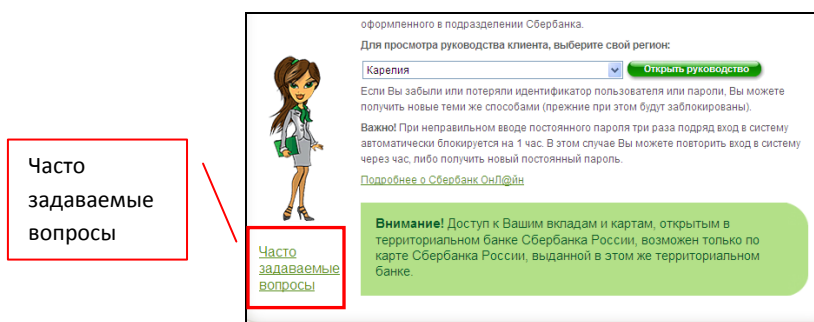 оформленного в подразделении Сбербанка.
Для просмотра руководства клиента, выберите свой регион:
Карелия
Открыть руководство
Если Вы забыли или потеряли идентификатор пользователя или пароли, Вы можете
получить новые теми же способами (прежние при этом будут заблокированы).
Важно! При неправильном вводе постоянного пароля три раза подряд вход в систему
автоматически блокируется на 1 час. В этом случае Вы можете повторить вход в систему
через час, либо получить новый постоянный пароль.
Подробнее о Сбербанк ОнЛ@йн
Внимание! Доступ к Вашим вкладам и картам, открытым в
территориальном банке Сбербанка России, возможен только по
карте Сбербанка России, выданной в этом же территориальном
банке.
Часто
задаваемые
вопросы
Часто
задаваемые
вопросы